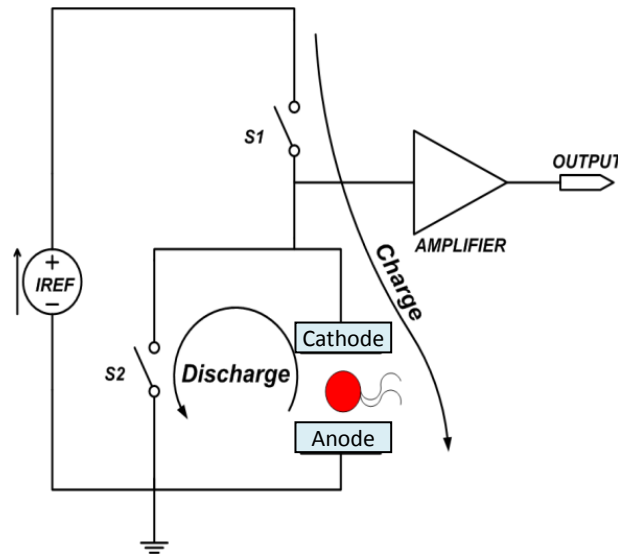 S1
OUTPUT
AMPLIFIER
+
IREF
−
Charge
Cathode
S2
Discharge
Anode